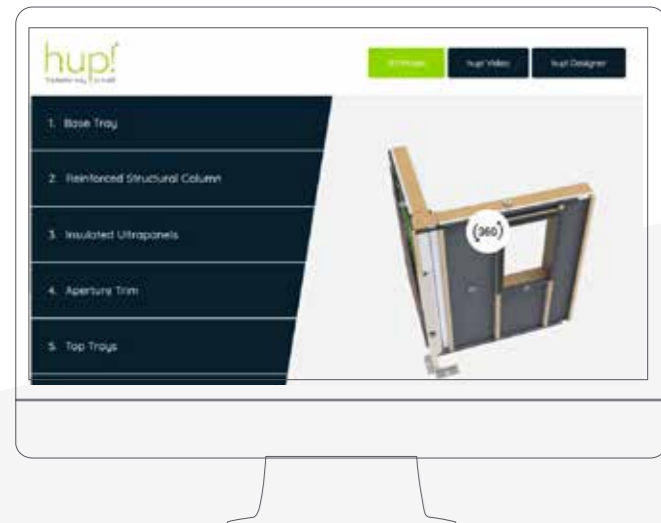 hup!
hup! Video
hup! Designer
1. Base Tray
2. Reinforced Structural Column
3. Insulated Ultrapanels
4. Aperture Trim
5. Top Trays
(360)